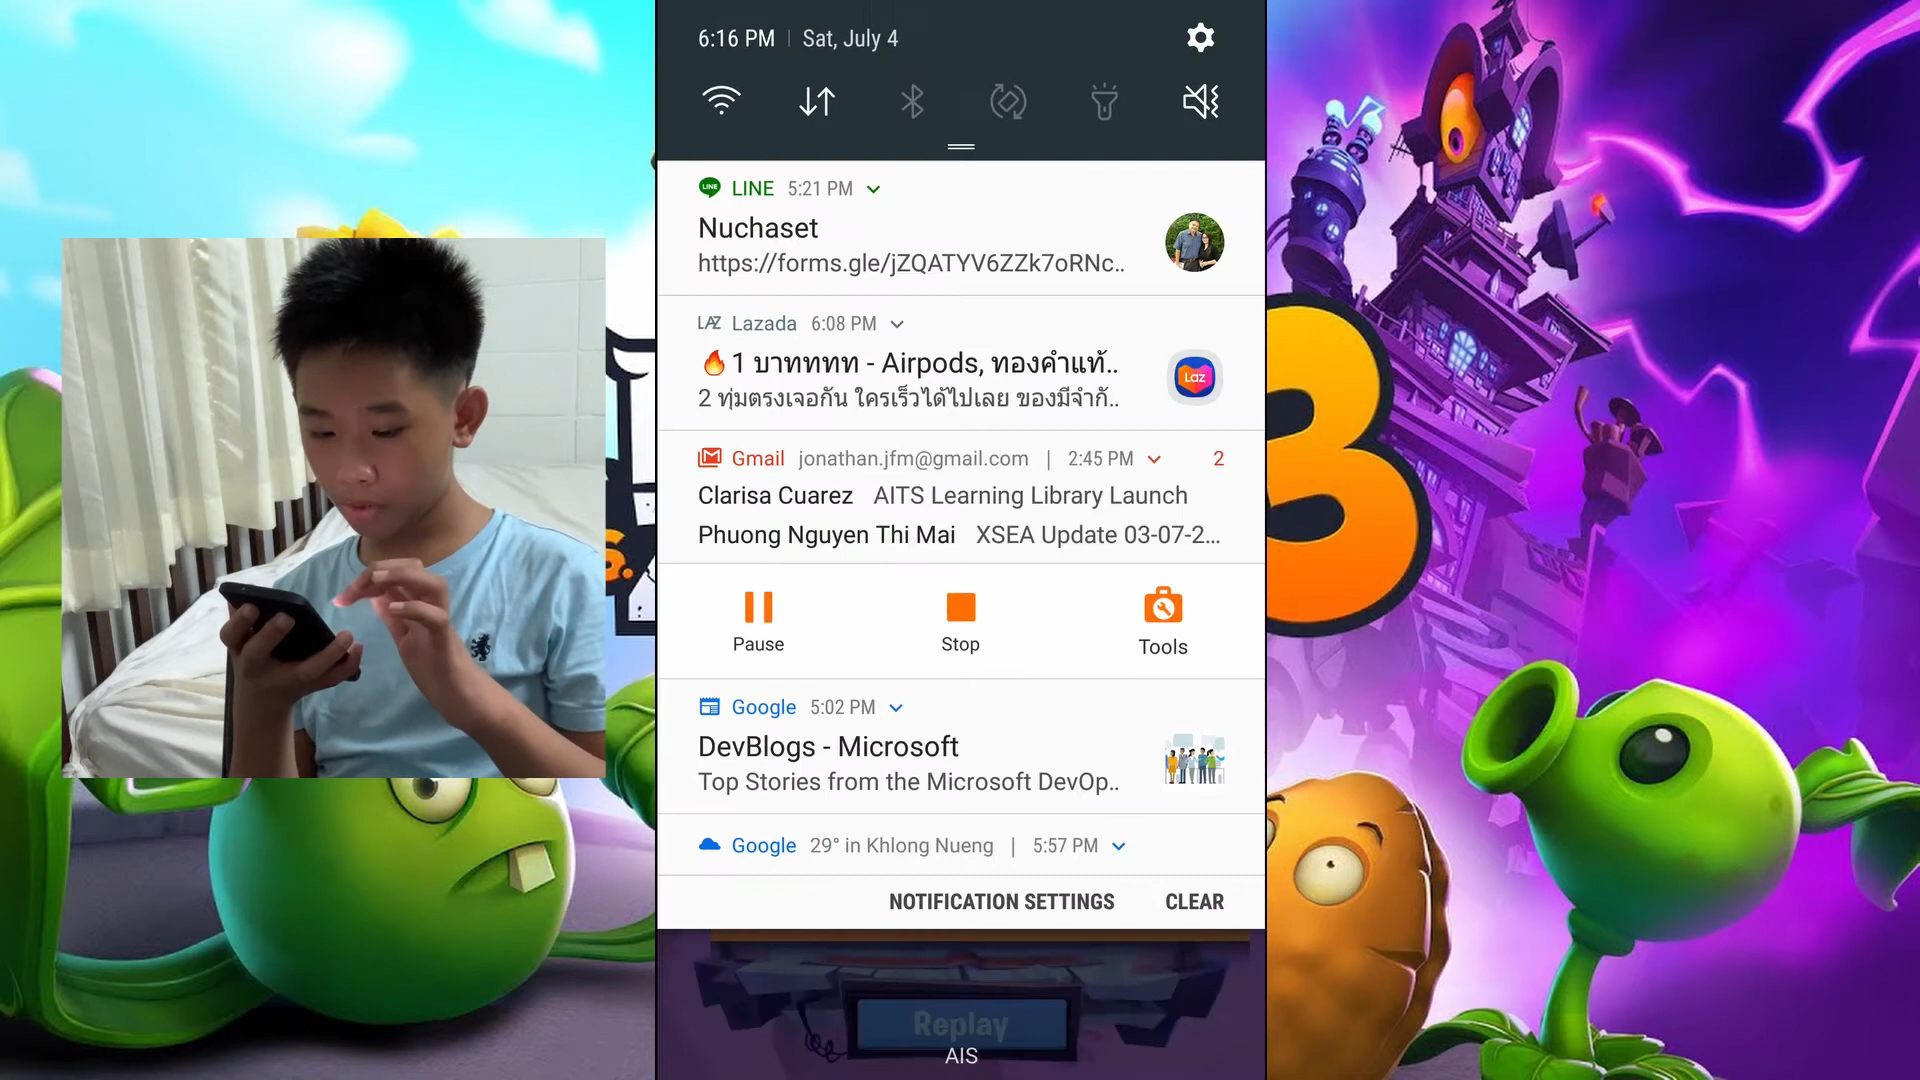 6:16 PM | Sat, July 4
LINE 5:21 PM
Nuchaset
https://forms.gle/jZQATYV6ZZk7oRNc..
LAZ Lazada 6:08 PM
🔥1 บาทททท - Airpods, ทองคำแท้..
2 ทุ่มตรงเจอกัน ใครเร็วได้ไปเลย ของมีจำกั..
Laz
Gmail jonathan.jfm@gmail.com | 2:45 PM 2
Clarisa Cuarez AITS Learning Library Launch
Phuong Nguyen Thi Mai XSEA Update 03-07-2...
Pause Stop Tools
Google 5:02 PM
DevBlogs - Microsoft
Top Stories from the Microsoft DevOp..
Google 29° in Khlong Nueng | 5:57 PM
NOTIFICATION SETTINGS CLEAR
Replay
AIS
3